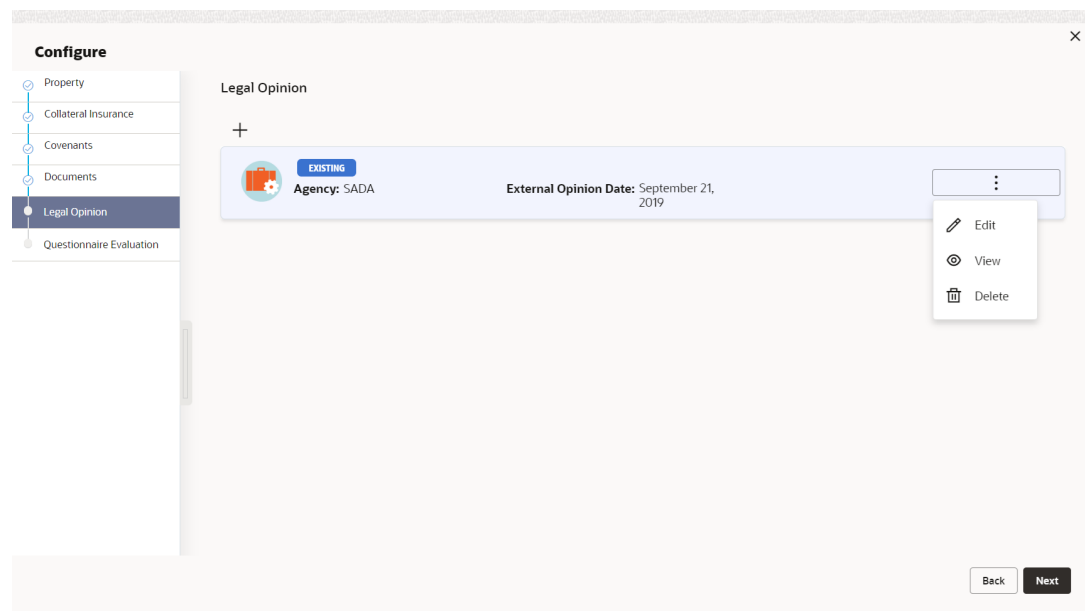 Configure
Property
Collateral Insurance
Covenants
Documents
Legal Opinion
Questionnaire Evaluation
Legal Opinion
EXISTING
Agency: SADA
External Opinion Date: September 21,
2019
Edit
View
Delete
Back
Next